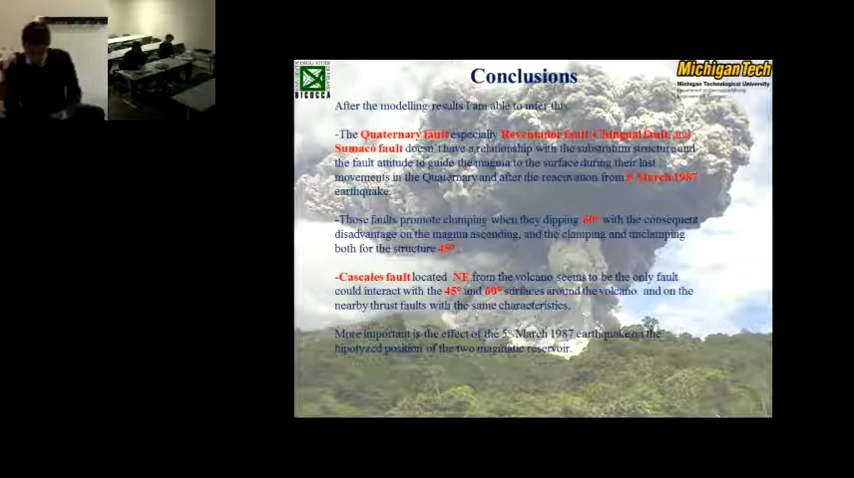 BICOCCA
Conclusions
Michigan Tech
Michigan Technological University
After the modelling results I am able to infer this:
-The Quaternary fault especially Reventador fault, Chingual fault, and
Sumaco fault doesn't have a relationship with the substratum structure and
the fault attitude to guide the magma to the surface during their last
movements in the Quaternary and after the reacuvation from 5 March 1987
earthquake.
-Those faults promote clumping when they dipping 60° with the consequent
disadvantage on the magma ascending, and the clamping and unclamping
both for the structure 45°.
-Cascales fault located NE from the volcano seems to be the only fault
could interact with the 45° and 60° surfaces around the volcano and on the
nearby thrust faults with the same characteristics.
More important is the effect of the 5 March 1987 earthquake on the
hipotyzed position of the two magmatic reservoir.